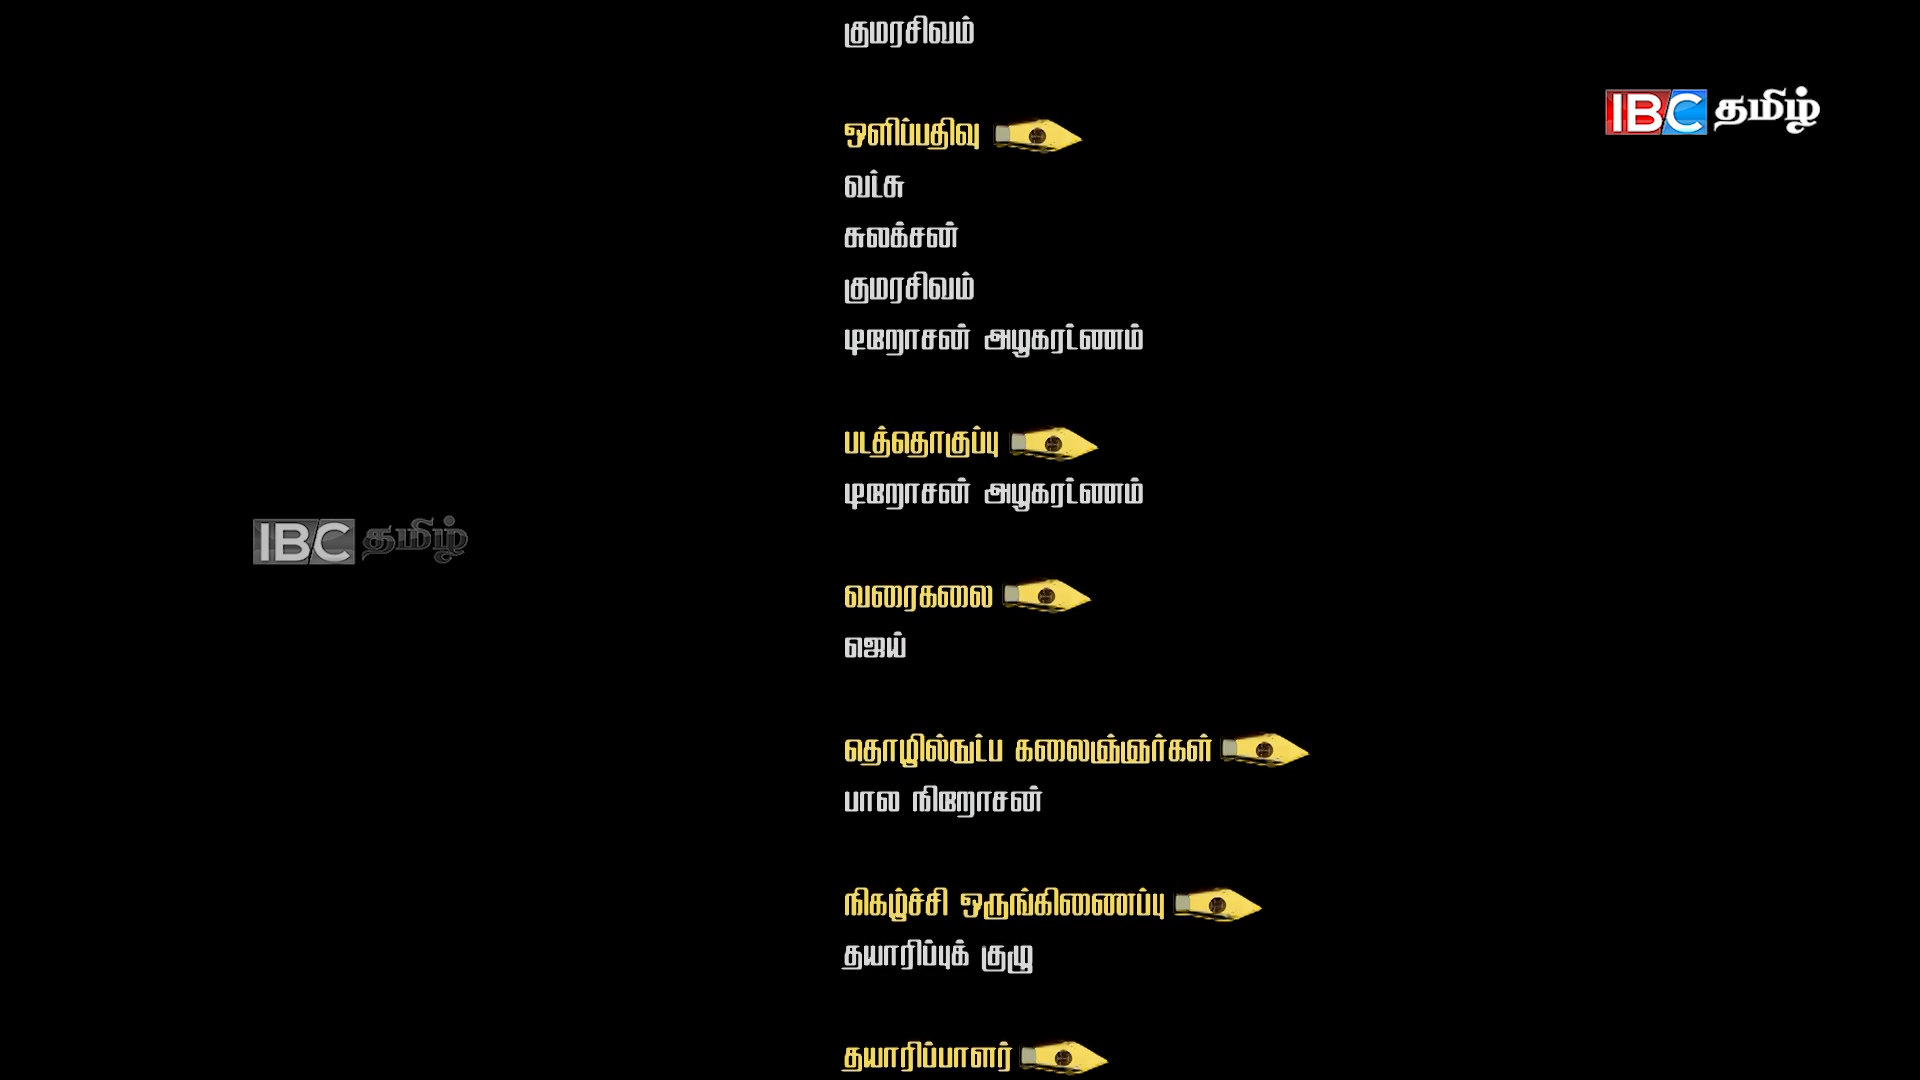 குமரசிவம்
IBC தமிழ்
ஒளிப்பதிவு
வட்சு
சுலக்சன்
குமரசிவம்
டிறோசன் அழகரட்ணம்
படத்தொகுப்பு
டிறோசன் அழகரட்ணம்
IBC தமிழ்
வரைகலை
ஜெய்
தொழில்நுட்ப கலைஞ்ஞர்கள்
பால நிறோசன்
நிகழ்ச்சி ஒருங்கிணைப்பு
தயாரிப்புக் குழு
தயாரிப்பாளர்